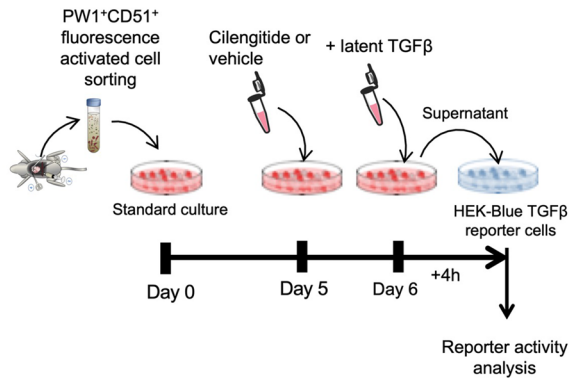 PW1⁺CD51⁺
fluorescence
activated cell
sorting
Cilengitide or
vehicle
+ latent TGFβ
Supernatant
Standard culture
HEK-Blue TGFβ
reporter cells
Day 0
Day 5
Day 6
+4h
Reporter activity
analysis